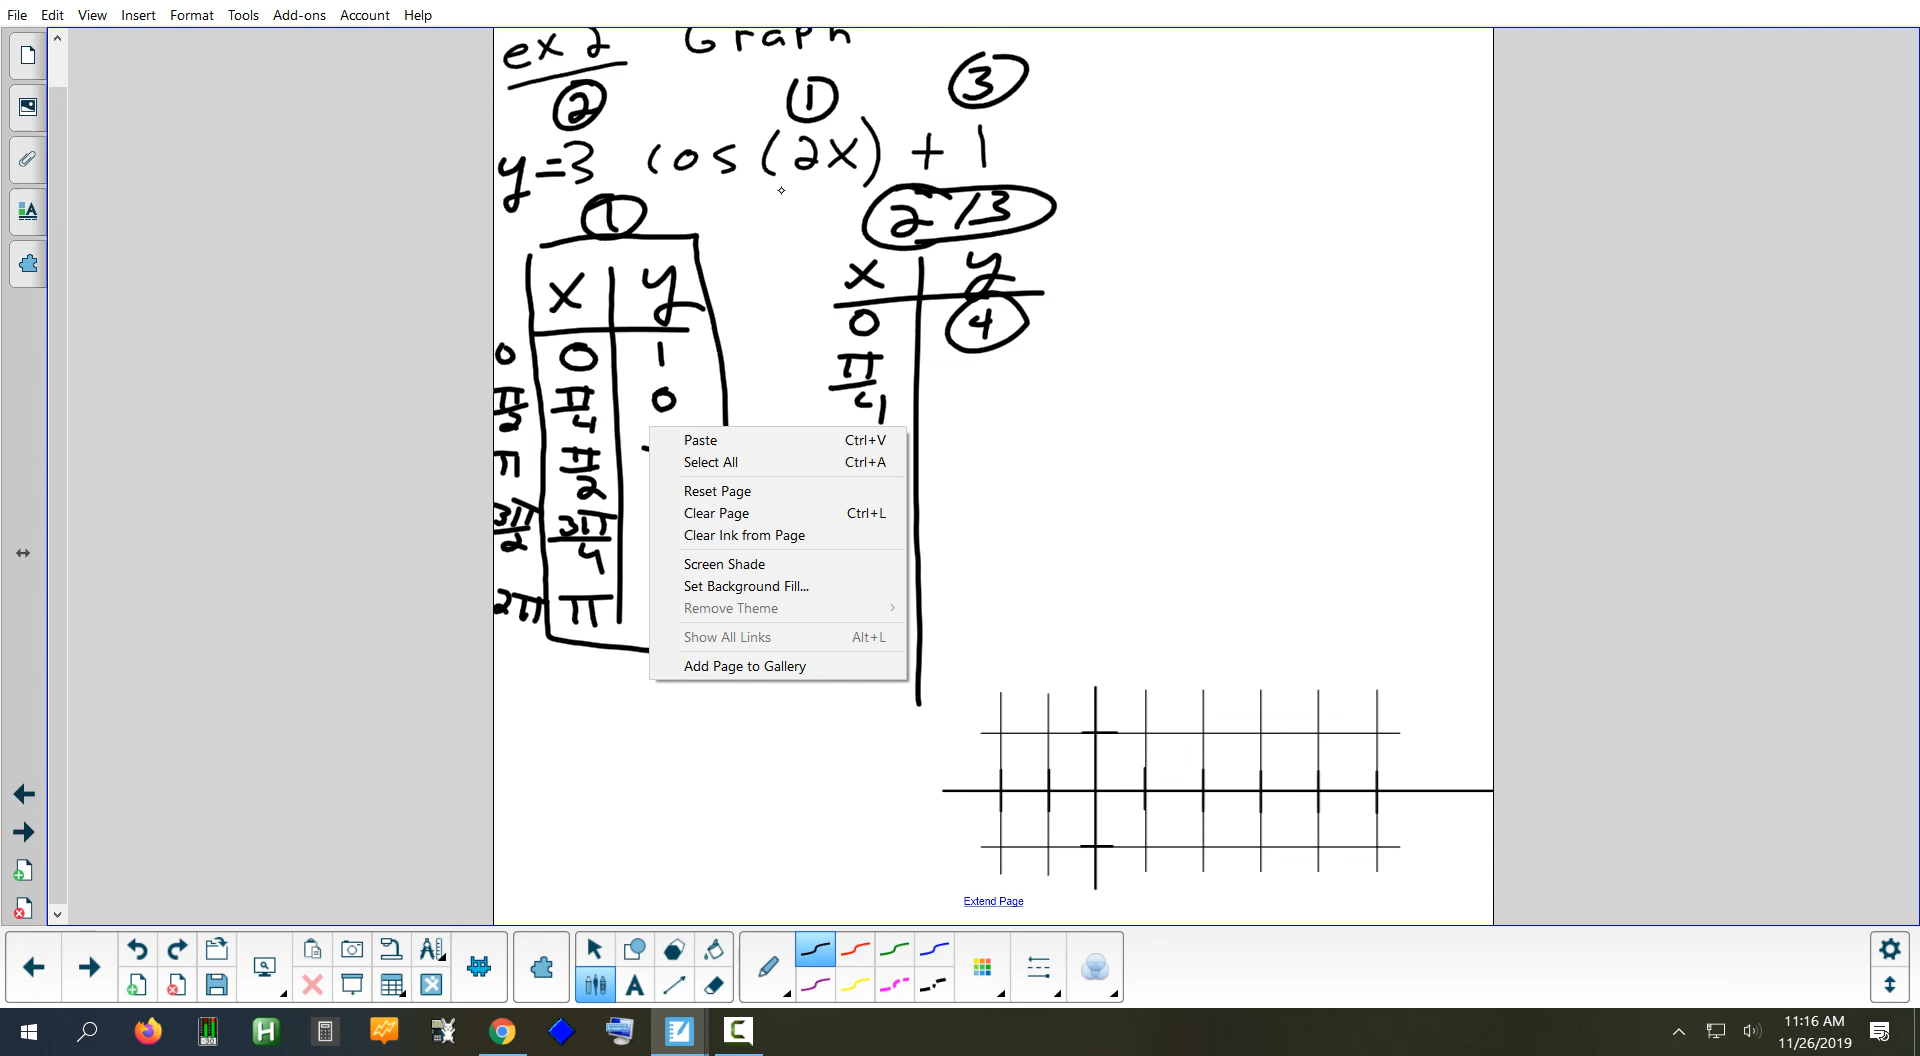 File Edit View Insert Format Tools Add-ons Account Help
ex 2 Graph
② ① ③
y=3 cos (2x) + 1
① 2 / 3
x y
0 0 1
π/2 π/4 0
π π/2
3π/2 3π/4
2π π
x y
0 4
π/4
Paste Ctrl+V
Select All Ctrl+A
Reset Page
Clear Page Ctrl+L
Clear Ink from Page
Screen Shade
Set Background Fill...
Remove Theme
Show All Links Alt+L
Add Page to Gallery
Extend Page
11:16 AM
11/26/2019